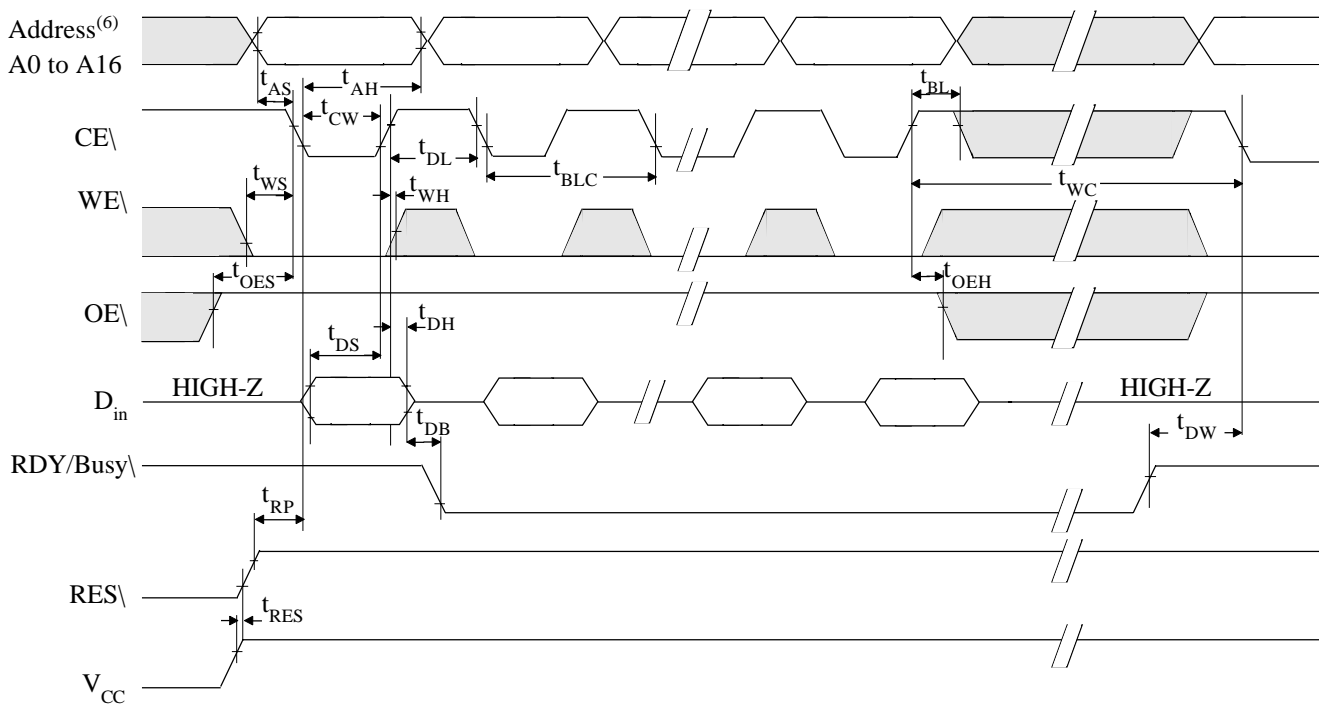 Address(6)
A0 to A16
tAS
tAH
tBL
CE\
tCW
tDL
tBLC
tWS
tWH
tWC
WE\
tOES
tOEH
OE\
tDH
tDS
HIGH-Z
HIGH-Z
Din
tDB
tDW
RDY/Busy\
tRP
RES\
tRES
VCC